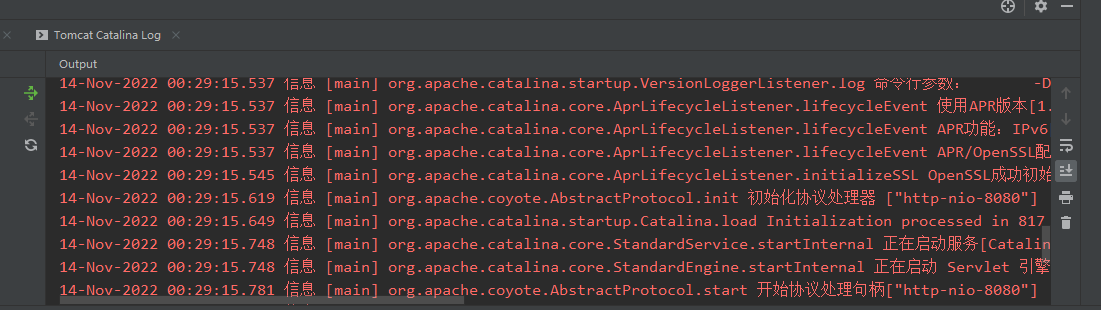 Tomcat Catalina Log
Output
14-Nov-2022 00:29:15.537 信息 [main] org.apache.catalina.startup.VersionLoggerListener.log 命令行参数: -D
14-Nov-2022 00:29:15.537 信息 [main] org.apache.catalina.core.AprLifecycleListener.lifecycleEvent 使用APR版本[1.
14-Nov-2022 00:29:15.537 信息 [main] org.apache.catalina.core.AprLifecycleListener.lifecycleEvent APR功能: IPv6
14-Nov-2022 00:29:15.537 信息 [main] org.apache.catalina.core.AprLifecycleListener.lifecycleEvent APR/OpenSSL配
14-Nov-2022 00:29:15.545 信息 [main] org.apache.catalina.core.AprLifecycleListener.initializeSSL OpenSSL成功初始
14-Nov-2022 00:29:15.619 信息 [main] org.apache.coyote.AbstractProtocol.init 初始化协议处理器 ["http-nio-8080"]
14-Nov-2022 00:29:15.649 信息 [main] org.apache.catalina.startup.Catalina.load Initialization processed in 817
14-Nov-2022 00:29:15.748 信息 [main] org.apache.catalina.core.StandardService.startInternal 正在启动服务[Catalin
14-Nov-2022 00:29:15.748 信息 [main] org.apache.catalina.core.StandardEngine.startInternal 正在启动 Servlet 引擎
14-Nov-2022 00:29:15.781 信息 [main] org.apache.coyote.AbstractProtocol.start 开始协议处理句柄["http-nio-8080"]